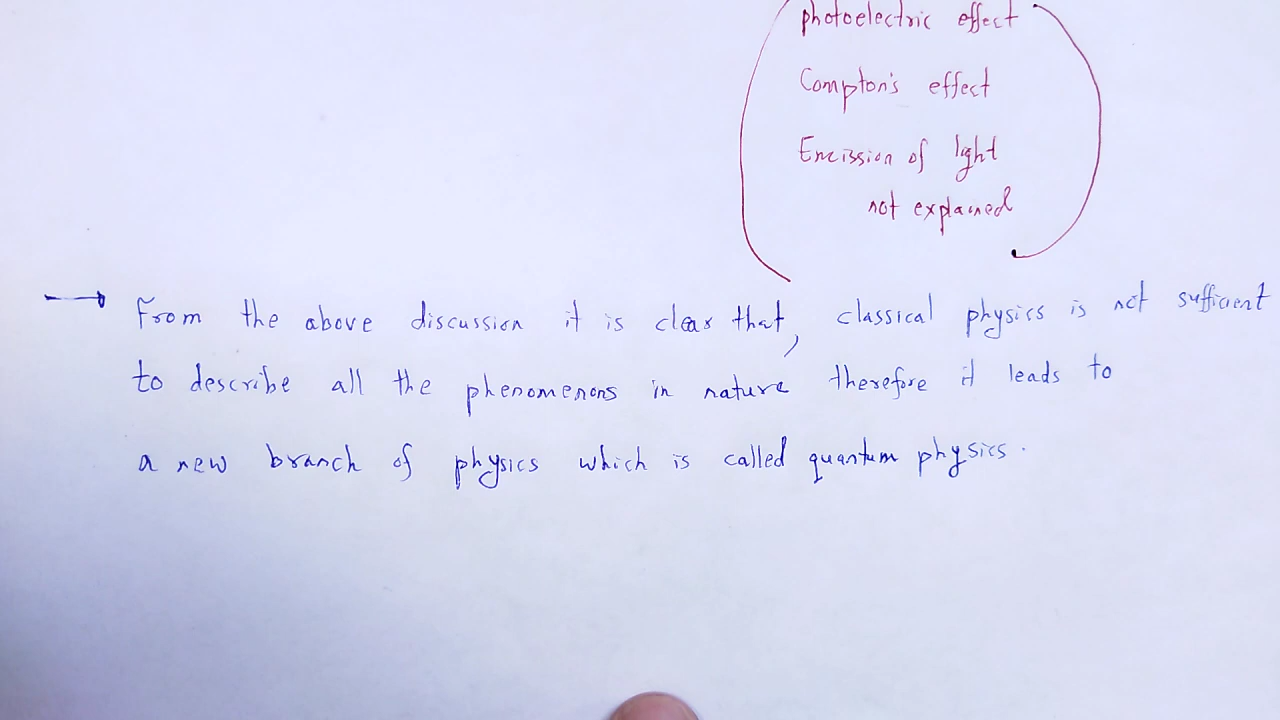 photoelectric effect
Compton's effect
Emission of light
not explained
From the above discussion it is clear that, classical physics is not sufficient
to describe all the phenomenons in nature therefore it leads to
a new branch of physics which is called quantum physics.